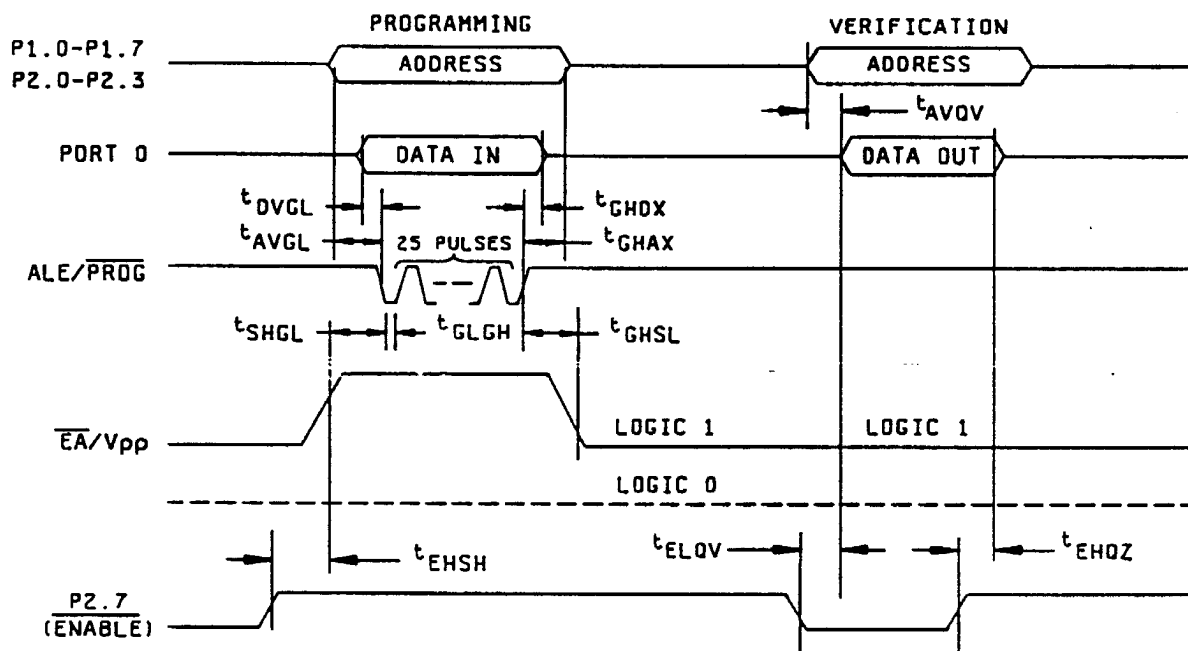 PROGRAMMING
VERIFICATION
P1.0-P1.7
P2.0-P2.3
ADDRESS
ADDRESS
tAVQV
PORT 0
DATA IN
DATA OUT
tDVGL
tGHDX
tAVGL
25 PULSES
tGHAX
ALE/PROG
tSHGL
tGLGH
tGHSL
EA/Vpp
LOGIC 1
LOGIC 1
LOGIC 0
tEHSH
tELQV
tEHQZ
P2.7
(ENABLE)